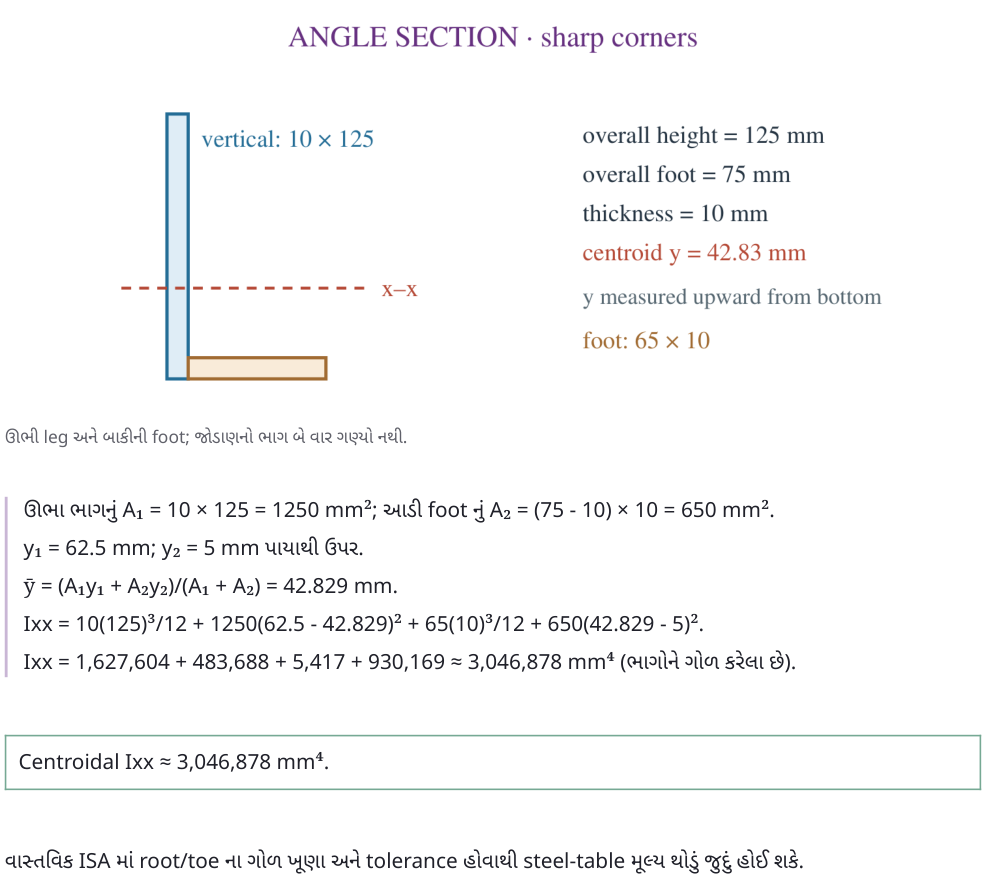 ANGLE SECTION · sharp corners
vertical: 10 × 125
x–x
overall height = 125 mm
overall foot = 75 mm
thickness = 10 mm
centroid y = 42.83 mm
y measured upward from bottom
foot: 65 × 10
ઊભી leg અને બાકીની foot; જોડાણનો ભાગ બે વાર ગણ્યો નથી.
ઊભા ભાગનું A₁ = 10 × 125 = 1250 mm²; આડી foot નું A₂ = (75 - 10) × 10 = 650 mm².
y₁ = 62.5 mm; y₂ = 5 mm પાયાથી ઉપર.
ȳ = (A₁y₁ + A₂y₂)/(A₁ + A₂) = 42.829 mm.
Ixx = 10(125)³/12 + 1250(62.5 - 42.829)² + 65(10)³/12 + 650(42.829 - 5)².
Ixx = 1,627,604 + 483,688 + 5,417 + 930,169 ≈ 3,046,878 mm⁴ (ભાગોને ગોળ કરેલા છે).
Centroidal Ixx ≈ 3,046,878 mm⁴.
વાસ્તવિક ISA માં root/toe ના ગોળ ખૂણા અને tolerance હોવાથી steel-table મૂલ્ય થોડું જુદું હોઈ શકે.